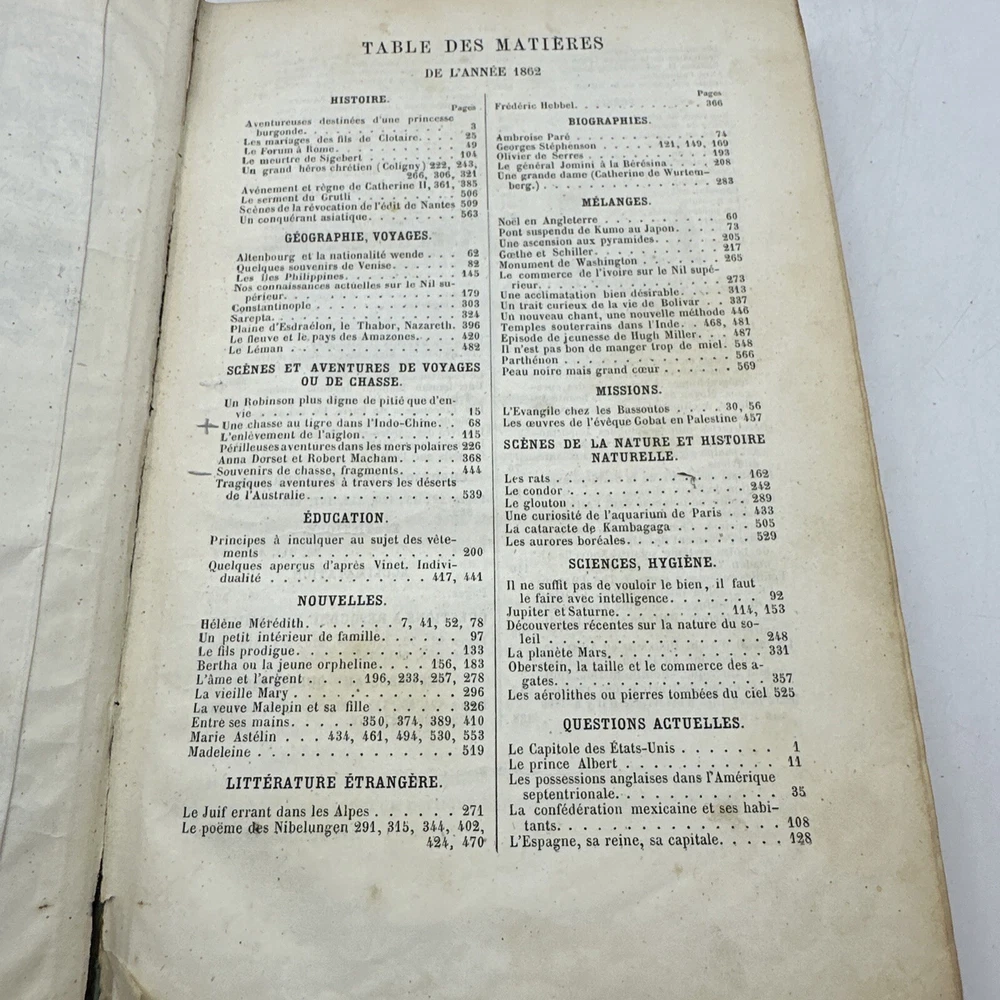 TABLE DES MATIÈRES
DE L'ANNÉE 1862
HISTOIRE.
Pages
Aventureuses destinées d'une princesse
burgonde. . . . . . . . . . . . . 3
Les mariages des fils de Clotaire. . . . 25
Le Forum à Rome. . . . . . . . . . 49
Le meurtre de Sigebert . . . . . . . 104
Un grand héros chrétien (Coligny) 222, 243,
266, 306, 321
Avénement et règne de Catherine II, 361, 385
Le serment du Grutli . . . . . . . . 506
Scènes de la révocation de l'édit de Nantes 509
Un conquérant asiatique. . . . . . . 563
GÉOGRAPHIE, VOYAGES.
Altenbourg et la nationalité wende . . . 62
Quelques souvenirs de Venise. . . . . 82
Les îles Philippines. . . . . . . . . 145
Nos connaissances actuelles sur le Nil su-
périeur. . . . . . . . . . . . . . 179
Constantinople . . . . . . . . . . . 303
Sarepta. . . . . . . . . . . . . . 324
Plaine d'Esdraélon, le Thabor, Nazareth. 396
Le fleuve et le pays des Amazones. . . . 420
Le Léman . . . . . . . . . . . . . 482
SCÈNES ET AVENTURES DE VOYAGES
OU DE CHASSE.
Un Robinson plus digne de pitié que d'en-
vie . . . . . . . . . . . . . . . 15
Une chasse au tigre dans l'Indo-Chine. . 68
L'enlèvement de l'aiglon. . . . . . . 115
Périlleuses aventures dans les mers polaires 226
Anna Dorset et Robert Macham. . . . . 368
Souvenirs de chasse, fragments. . . . . 444
Tragiques aventures à travers les déserts
de l'Australie. . . . . . . . . . . . 539
ÉDUCATION.
Principes à inculquer au sujet des vête-
ments . . . . . . . . . . . . . . 200
Quelques aperçus d'après Vinet. Indivi-
dualité . . . . . . . . . . . 417, 441
NOUVELLES.
Hélène Mérédith. . . . . . . 7, 41, 52, 78
Un petit intérieur de famille. . . . . . 97
Le fils prodigue. . . . . . . . . . . 133
Bertha ou la jeune orpheline. . . . 156, 183
L'âme et l'argent . . . . 196, 233, 257, 278
La vieille Mary . . . . . . . . . . . 296
La veuve Malepin et sa fille . . . . . . 326
Entre ses mains. . . . . 350, 374, 389, 410
Marie Astélin . . . 434, 461, 494, 530, 553
Madeleine . . . . . . . . . . . . . 519
LITTÉRATURE ÉTRANGÈRE.
Le Juif errant dans les Alpes . . . . . . 271
Le poëme des Nibelungen 291, 315, 344, 402,
424, 470
Pages
Frédéric Hebbel. . . . . . . . . . . 366
BIOGRAPHIES.
Ambroise Paré . . . . . . . . . . . 74
Georges Stéphenson . . . . . 121, 149, 169
Olivier de Serres . . . . . . . . . . 193
Le général Jomini à la Bérésina. . . . . 208
Une grande dame (Catherine de Wurtem-
berg.) . . . . . . . . . . . . . . 283
MÉLANGES.
Noël en Angleterre . . . . . . . . . 60
Pont suspendu de Kumo au Japon. . . . 73
Une ascension aux pyramides. . . . . . 205
Gœthe et Schiller. . . . . . . . . . 217
Monument de Washington . . . . . . . 265
Le commerce de l'ivoire sur le Nil supé-
rieur. . . . . . . . . . . . . . . 273
Une acclimatation bien désirable. . . . 313
Un trait curieux de la vie de Bolivar . . 337
Un nouveau chant, une nouvelle méthode 446
Temples souterrains dans l'Inde. . 468, 481
Episode de jeunesse de Hugh Miller. . . 487
Il n'est pas bon de manger trop de miel. 548
Parthénon . . . . . . . . . . . . . 566
Peau noire mais grand cœur . . . . . . 569
MISSIONS.
L'Evangile chez les Bassoutos . . . . 30, 56
Les œuvres de l'évêque Gobat en Palestine 457
SCÈNES DE LA NATURE ET HISTOIRE
NATURELLE.
Les rats . . . . . . . . . . . . . . 162
Le condor . . . . . . . . . . . . . 242
Le glouton . . . . . . . . . . . . . 289
Une curiosité de l'aquarium de Paris . . 433
La cataracte de Kambagaga . . . . . . 505
Les aurores boréales. . . . . . . . . 529
SCIENCES, HYGIÈNE.
Il ne suffit pas de vouloir le bien, il faut
le faire avec intelligence. . . . . . . 92
Jupiter et Saturne. . . . . . . . 114, 153
Découvertes récentes sur la nature du so-
leil . . . . . . . . . . . . . . . 248
La planète Mars. . . . . . . . . . . 331
Oberstein, la taille et le commerce des a-
gates. . . . . . . . . . . . . . . 357
Les aérolithes ou pierres tombées du ciel 525
QUESTIONS ACTUELLES.
Le Capitole des États-Unis . . . . . . . 1
Le prince Albert . . . . . . . . . . . 11
Les possessions anglaises dans l'Amérique
septentrionale. . . . . . . . . . . . 35
La confédération mexicaine et ses habi-
tants. . . . . . . . . . . . . . . 108
L'Espagne, sa reine, sa capitale. . . . . 128